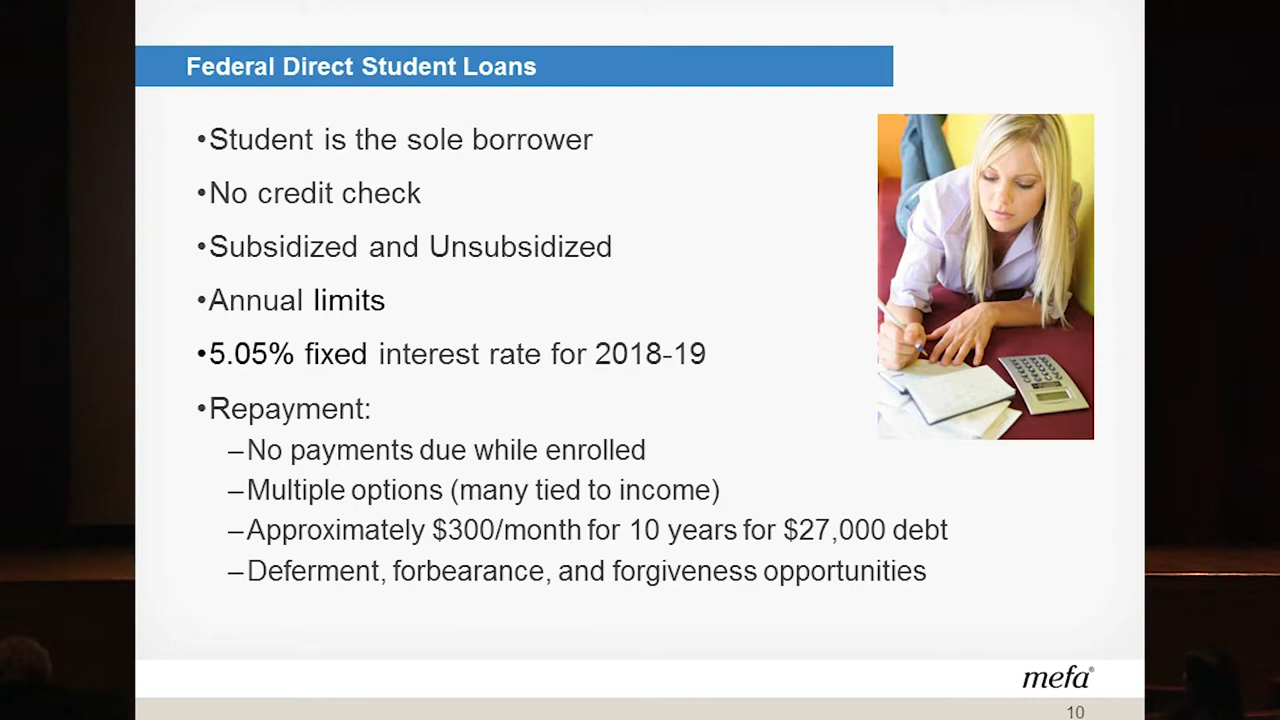 Federal Direct Student Loans
•Student is the sole borrower
•No credit check
•Subsidized and Unsubsidized
•Annual limits
•5.05% fixed interest rate for 2018-19
•Repayment:
–No payments due while enrolled
–Multiple options (many tied to income)
–Approximately $300/month for 10 years for $27,000 debt
–Deferment, forbearance, and forgiveness opportunities
mefa®
10